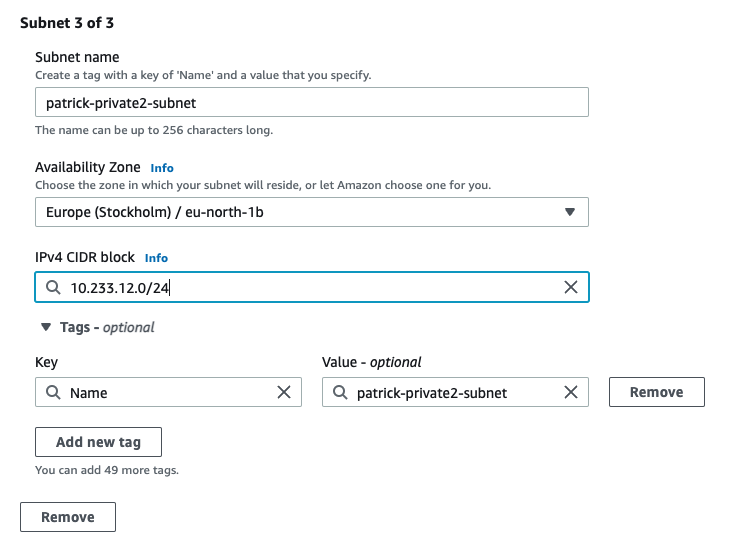 Subnet 3 of 3
Subnet name
Create a tag with a key of 'Name' and a value that you specify.
patrick-private2-subnet
The name can be up to 256 characters long.
Availability Zone Info
Choose the zone in which your subnet will reside, or let Amazon choose one for you.
Europe (Stockholm) / eu-north-1b
IPv4 CIDR block Info
10.233.12.0/24
Tags - optional
Key Value - optional
Name patrick-private2-subnet Remove
Add new tag
You can add 49 more tags.
Remove